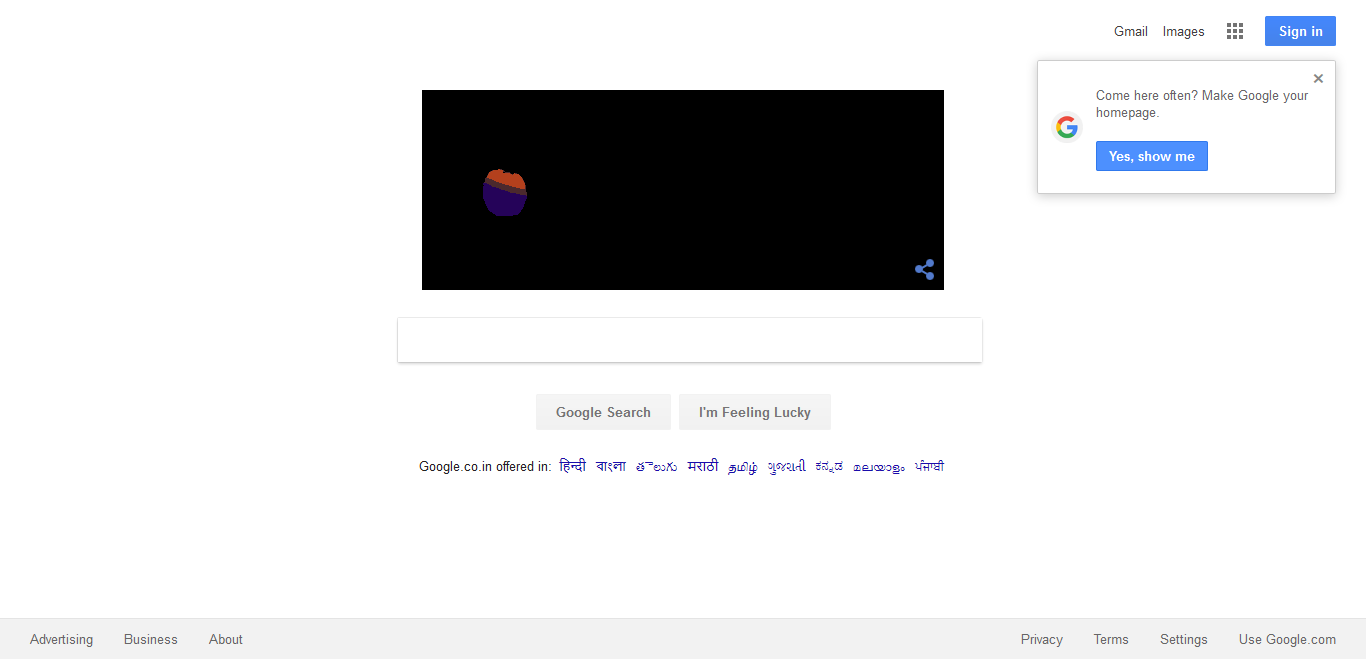 Gmail Images Sign in
Come here often? Make Google your
homepage.
Yes, show me
Google Search I'm Feeling Lucky
Google.co.in offered in: हिन्दी বাংলা తెలుగు मराठी தமிழ் ગુજરાતી ಕನ್ನಡ മലയാളം ਪੰਜਾਬੀ
Advertising Business About Privacy Terms Settings Use Google.com